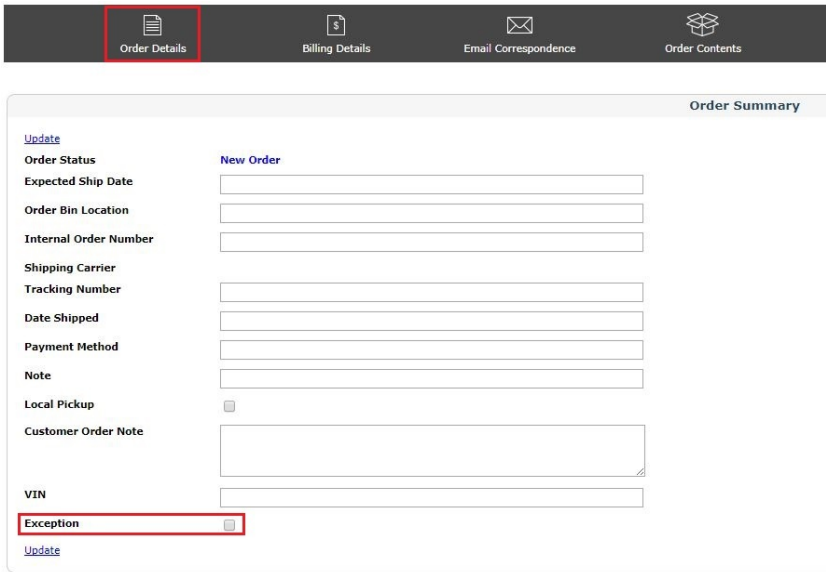 Order Details Billing Details Email Correspondence Order Contents
Order Summary
Update
Order Status New Order
Expected Ship Date
Order Bin Location
Internal Order Number
Shipping Carrier
Tracking Number
Date Shipped
Payment Method
Note
Local Pickup
Customer Order Note
VIN
Exception
Update